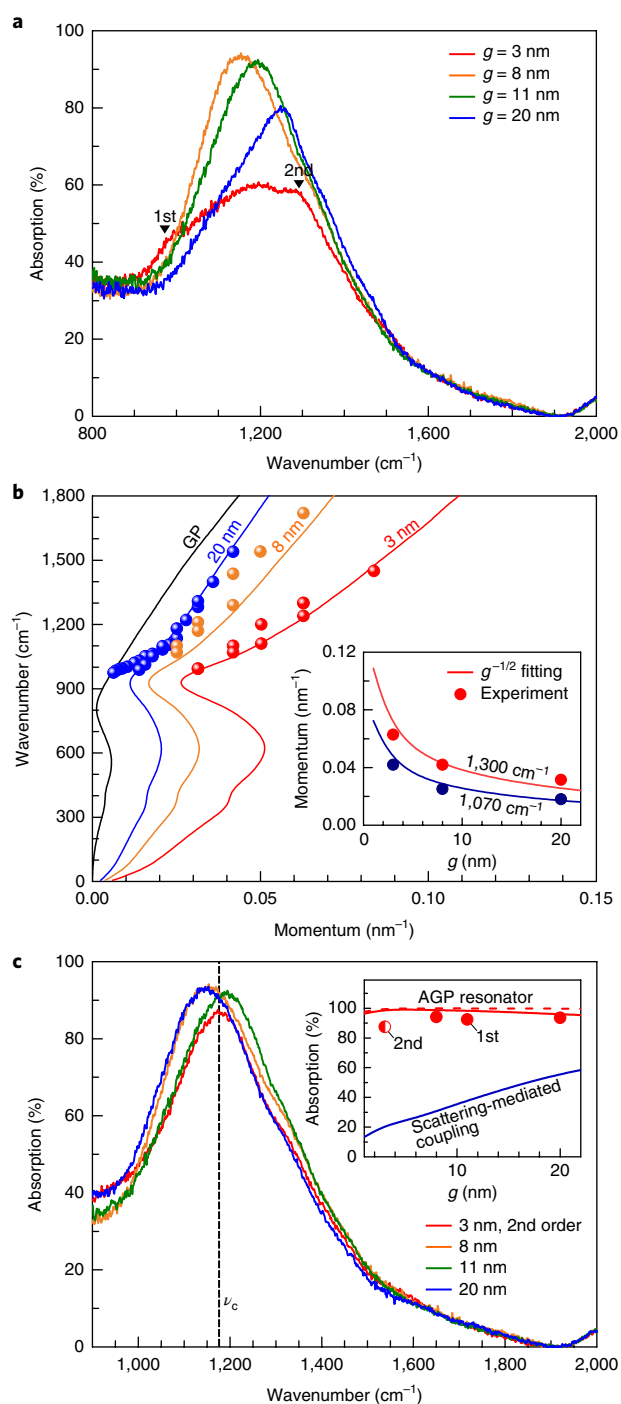 a
100
80
60
40
20
0
Absorption (%)
g = 3 nm
g = 8 nm
g = 11 nm
g = 20 nm
1st
2nd
800
1,200
1,600
2,000
Wavenumber (cm⁻¹)
b
1,800
1,500
1,200
900
600
300
0
Wavenumber (cm⁻¹)
GP
20 nm
8 nm
3 nm
0.12
0.08
0.04
0.00
Momentum (nm⁻¹)
g⁻¹/² fitting
Experiment
1,300 cm⁻¹
1,070 cm⁻¹
0
10
20
g (nm)
0.00
0.05
0.10
0.15
Momentum (nm⁻¹)
c
100
80
60
40
20
0
Absorption (%)
νc
100
80
60
40
20
0
Absorption (%)
AGP resonator
2nd
1st
Scattering-mediated
coupling
10
20
g (nm)
3 nm, 2nd order
8 nm
11 nm
20 nm
1,000
1,200
1,400
1,600
2,000
Wavenumber (cm⁻¹)